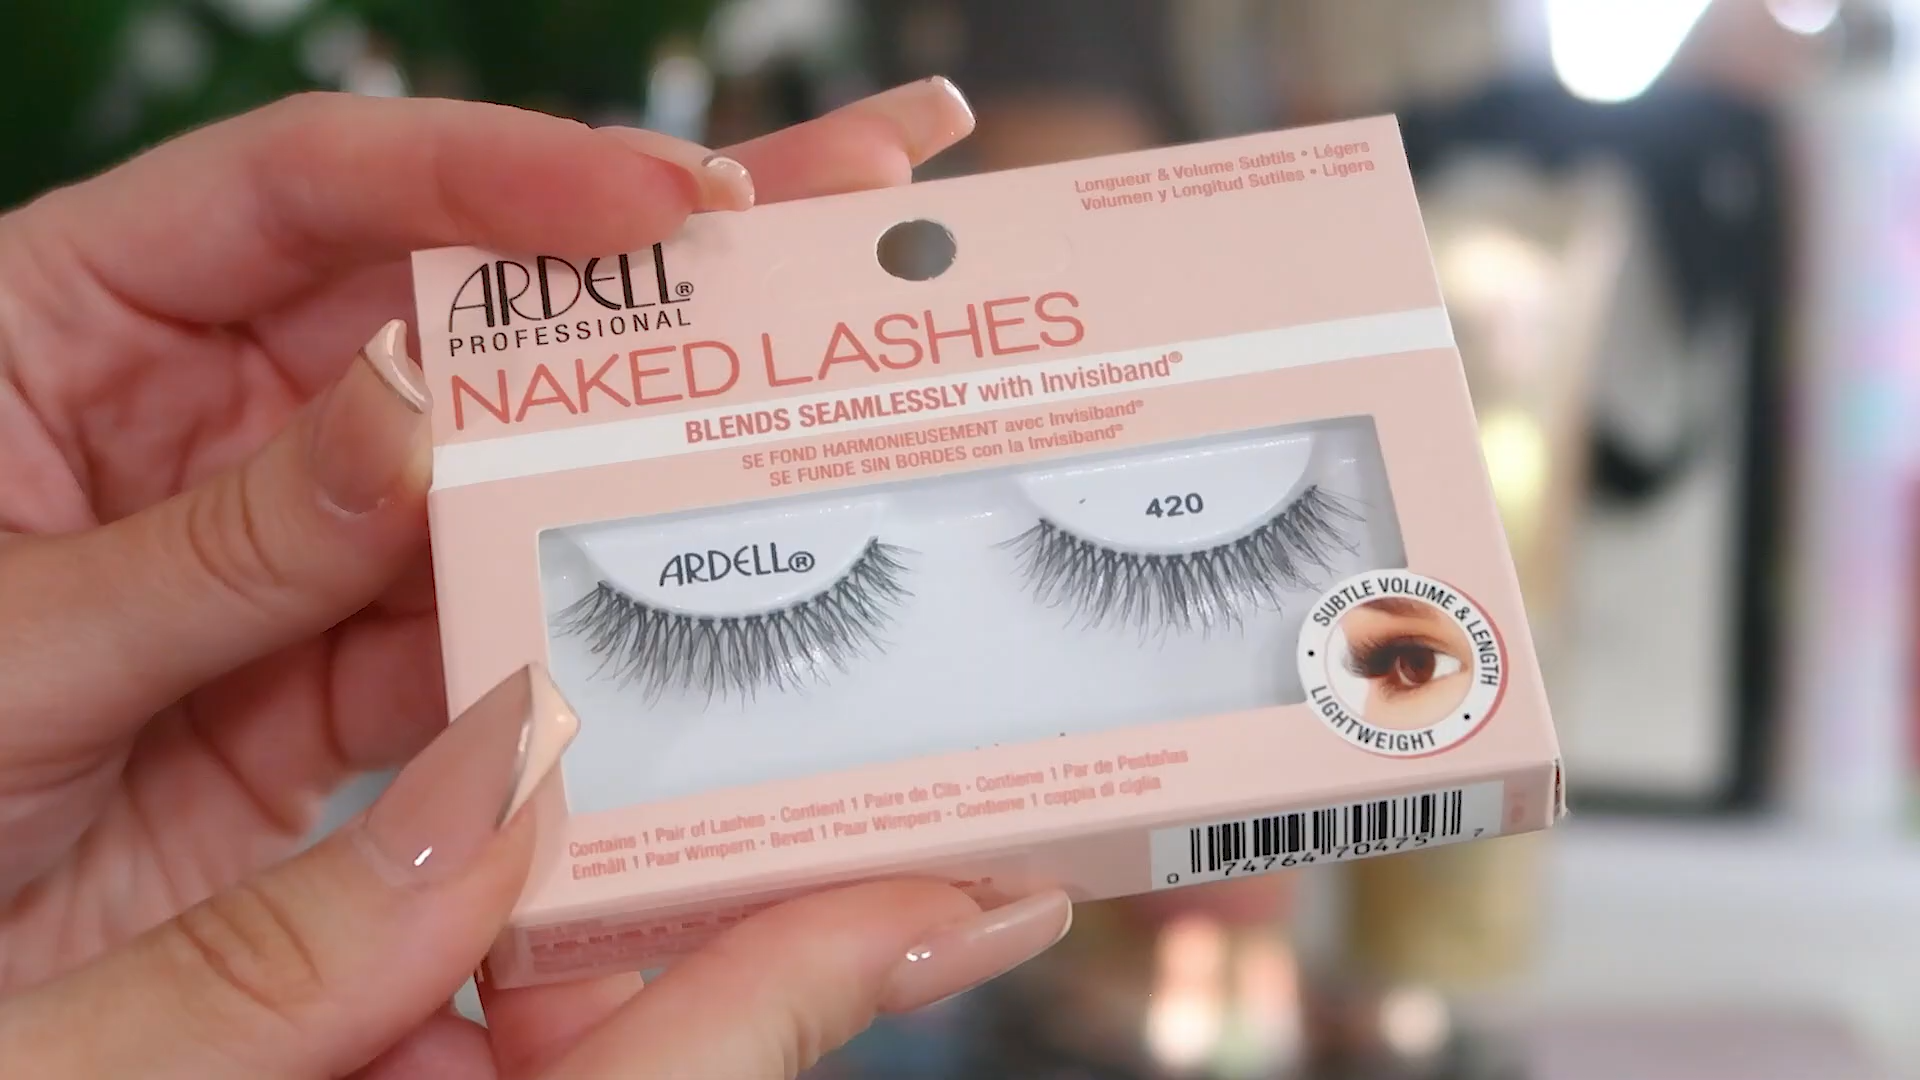 Longueur & Volume Subtils • Légers
Volumen y Longitud Sutiles • Ligera
ARDELL®
PROFESSIONAL
NAKED LASHES
BLENDS SEAMLESSLY with Invisiband®
SE FOND HARMONIEUSEMENT avec Invisiband®
SE FUNDE SIN BORDES con la Invisiband®
ARDELL®
420
SUBTLE VOLUME & LENGTH
• LIGHTWEIGHT •
Contains 1 Pair of Lashes - Contient 1 Paire de Cils - Contiene 1 Par de Pestañas
Enthält 1 Paar Wimpern - Bevat 1 Paar Wimpers - Contiene 1 coppia di ciglia
0 74764 70475 7